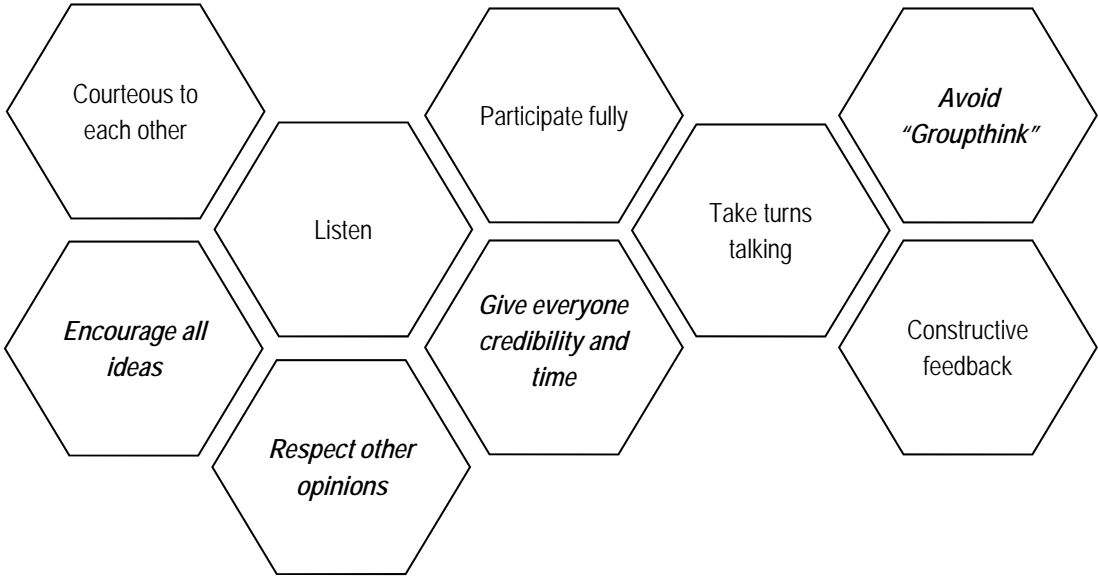 Courteous to
each other
Participate fully
Avoid
“Groupthink”
Listen
Take turns
talking
Encourage all
ideas
Give everyone
credibility and
time
Constructive
feedback
Respect other
opinions